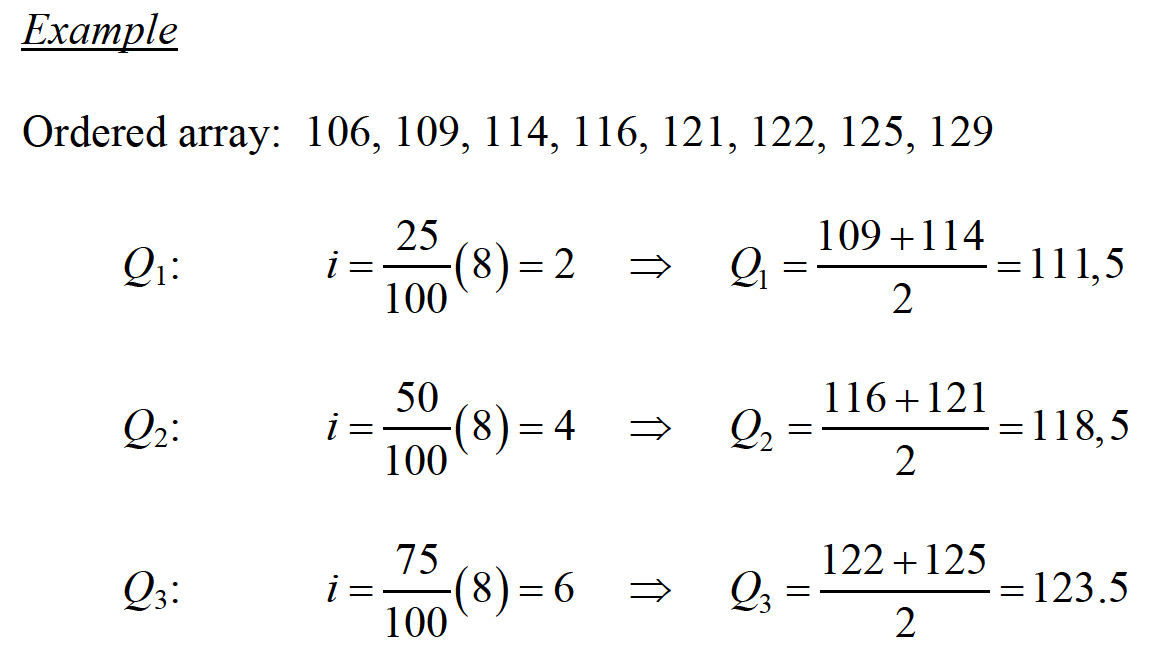 Example
Ordered array: 106, 109, 114, 116, 121, 122, 125, 129
Q₁: i = 25/100 (8) = 2 ⇒ Q₁ = (109 + 114)/2 = 111,5
Q₂: i = 50/100 (8) = 4 ⇒ Q₂ = (116 + 121)/2 = 118,5
Q₃: i = 75/100 (8) = 6 ⇒ Q₃ = (122 + 125)/2 = 123.5